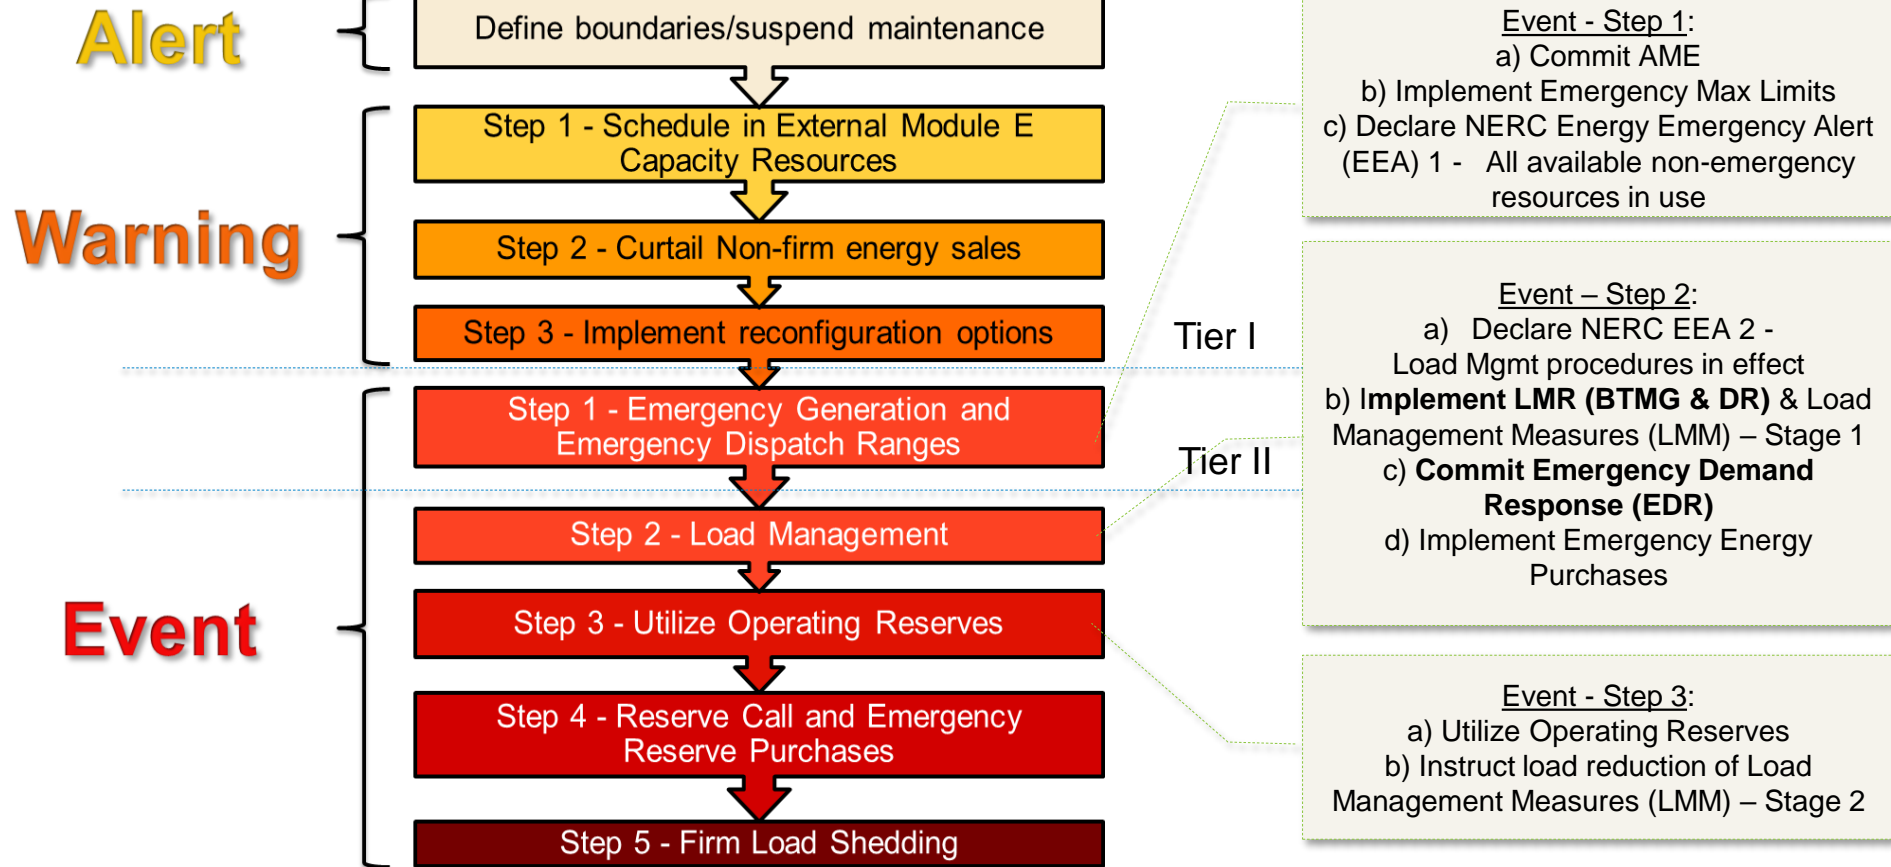 Alert
Define boundaries/suspend maintenance
Warning
Step 1 - Schedule in External Module E
Capacity Resources
Step 2 - Curtail Non-firm energy sales
Step 3 - Implement reconfiguration options
Tier I
Event
Step 1 - Emergency Generation and
Emergency Dispatch Ranges
Tier II
Step 2 - Load Management
Step 3 - Utilize Operating Reserves
Step 4 - Reserve Call and Emergency
Reserve Purchases
Step 5 - Firm Load Shedding
Event - Step 1:
a) Commit AME
b) Implement Emergency Max Limits
c) Declare NERC Energy Emergency Alert
(EEA) 1 - All available non-emergency
resources in use
Event – Step 2:
a) Declare NERC EEA 2 -
Load Mgmt procedures in effect
b) Implement LMR (BTMG & DR) & Load
Management Measures (LMM) – Stage 1
c) Commit Emergency Demand
Response (EDR)
d) Implement Emergency Energy
Purchases
Event - Step 3:
a) Utilize Operating Reserves
b) Instruct load reduction of Load
Management Measures (LMM) – Stage 2